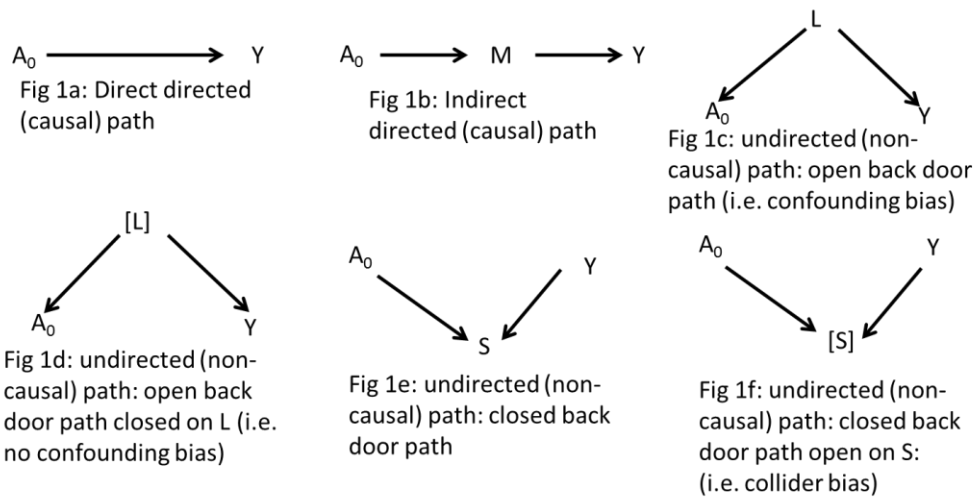 A₀ Y
Fig 1a: Direct directed
(causal) path
A₀ M Y
Fig 1b: Indirect
directed (causal) path
L
A₀ Y
Fig 1c: undirected (non-
causal) path: open back door
path (i.e. confounding bias)
[L]
A₀ Y
Fig 1d: undirected (non-
causal) path: open back
door path closed on L (i.e.
no confounding bias)
A₀ Y
S
Fig 1e: undirected (non-
causal) path: closed back
door path
A₀ Y
[S]
Fig 1f: undirected (non-
causal) path: closed back
door path open on S:
(i.e. collider bias)